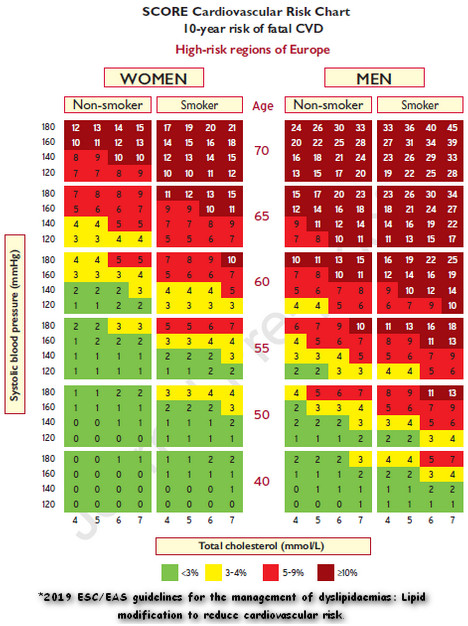 SCORE Cardiovascular Risk Chart
10-year risk of fatal CVD
High-risk regions of Europe
WOMEN MEN
Non-smoker Smoker Age Non-smoker Smoker
Systolic blood pressure (mmHg)
180 12 13 14 15 17 19 20 21 24 26 30 33 33 36 40 45
160 10 11 12 13 14 15 16 18 20 22 25 28 28 31 34 39
70
140 8 9 10 10 12 13 14 15 16 18 21 24 23 26 29 33
120 7 7 8 9 10 10 11 12 13 15 17 20 19 22 25 28
180 7 8 8 9 11 12 13 15 15 17 20 23 23 26 30 34
160 5 6 6 7 9 9 10 11 12 14 16 18 18 21 24 27
65
140 4 4 5 5 7 7 8 9 9 11 12 14 14 16 19 22
120 3 3 4 4 5 5 6 7 7 8 10 11 11 13 15 17
180 4 4 5 5 7 8 9 10 10 11 13 15 16 19 22 25
160 3 3 3 4 5 6 6 7 7 8 10 11 12 14 16 19
60
140 2 2 2 3 4 4 4 5 5 6 7 8 9 10 12 14
120 1 1 2 2 3 3 3 3 4 4 5 6 6 7 9 10
180 2 2 3 3 5 5 6 7 6 7 9 10 11 13 16 18
160 1 2 2 2 3 3 4 4 4 5 6 7 8 9 11 13
55
140 1 1 1 1 2 2 2 3 3 3 4 5 5 6 8 9
120 1 1 1 1 1 1 1 2 2 2 3 3 4 4 5 6
180 1 1 2 2 3 3 4 4 4 5 6 7 8 9 11 13
160 1 1 1 1 2 2 2 3 2 3 3 4 5 6 7 9
50
140 0 1 1 1 1 1 1 2 2 2 2 3 3 4 5 6
120 0 0 0 0 1 1 1 1 1 1 2 2 2 2 3 4
180 0 0 1 1 1 1 1 2 2 2 2 3 4 4 5 7
160 0 0 0 0 1 1 1 1 1 1 1 2 2 2 3 4
40
140 0 0 0 0 0 0 0 1 0 1 1 1 1 1 2 2
120 0 0 0 0 0 0 0 1 0 0 1 1 1 1 1 2
4 5 6 7 4 5 6 7 4 5 6 7 4 5 6 7
Total cholesterol (mmol/L)
<3% 3-4% 5-9% ≥10%
*2019 ESC/EAS guidelines for the management of dyslipidaemias: Lipid
modification to reduce cardiovascular risk.